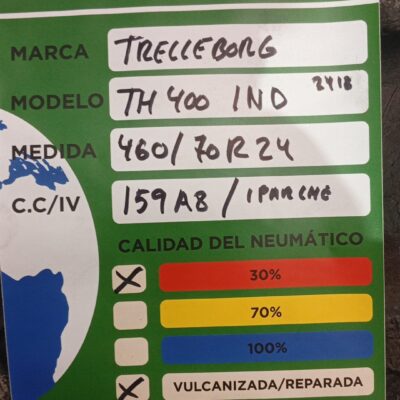 MARCA TRELLEBORG
MODELO TH 400 IND 2418
MEDIDA 460/70R24
C.C/IV 159A8 / 1 PARCHE
CALIDAD DEL NEUMÁTICO
X 30%
70%
100%
X VULCANIZADA/REPARADA